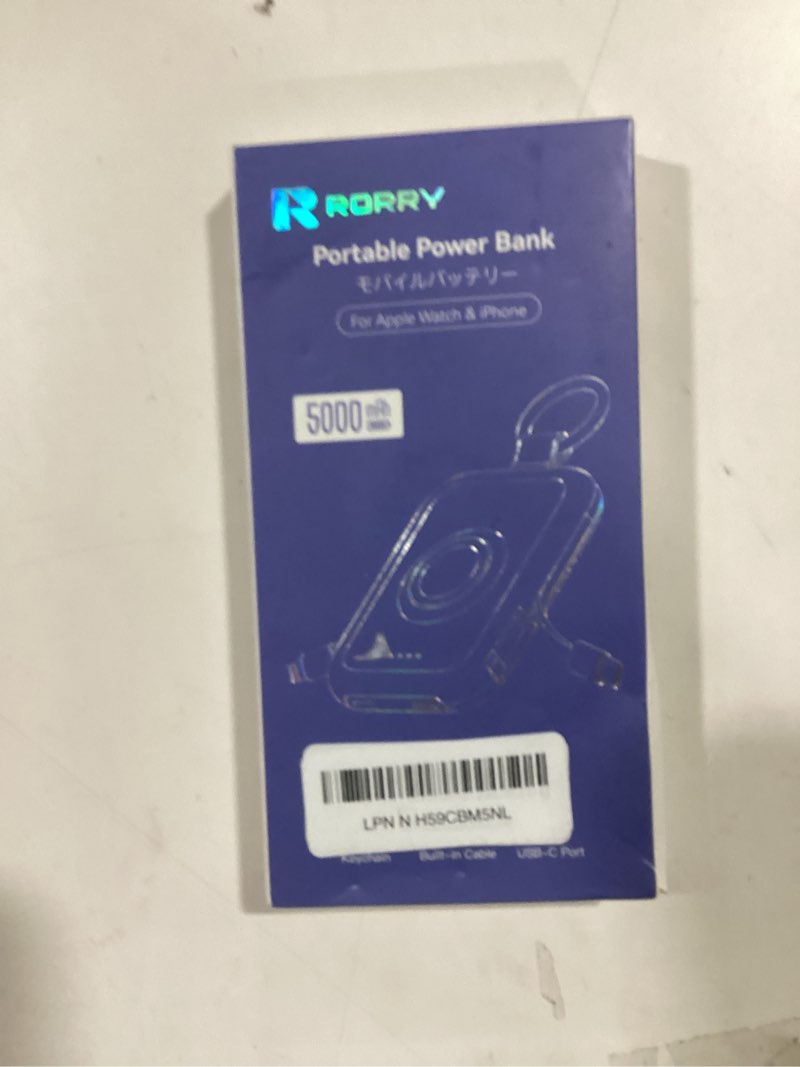 RORRY
Portable Power Bank
モバイルバッテリー
For Apple Watch & iPhone
5000 mAh
LPN N H59CBM5NL
Keychain Built-in Cable USB-C Port